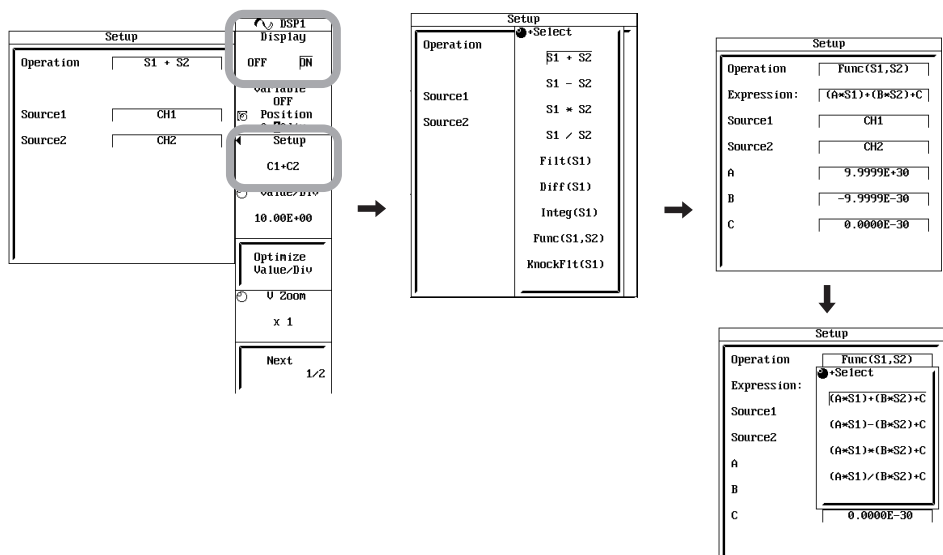 Setup
Operation S1 + S2
Source1 CH1
Source2 CH2
DSP1
Display
OFF ON
Variable
OFF
Position
Setup
C1+C2
Value/Div
10.00E+00
Optimize
Value/Div
V Zoom
x 1
Next
1/2
Setup
Operation
Source1
Source2
+Select
S1 + S2
S1 - S2
S1 * S2
S1 / S2
Filt(S1)
Diff(S1)
Integ(S1)
Func(S1,S2)
KnockFlt(S1)
Setup
Operation Func(S1,S2)
Expression: (A*S1)+(B*S2)+C
Source1 CH1
Source2 CH2
A 9.9999E+30
B -9.9999E-30
C 0.0000E-30
Setup
Operation Func(S1,S2)
Expression:
Source1
Source2
A
B
C 0.0000E-30
+Select
(A*S1)+(B*S2)+C
(A*S1)-(B*S2)+C
(A*S1)*(B*S2)+C
(A*S1)/(B*S2)+C